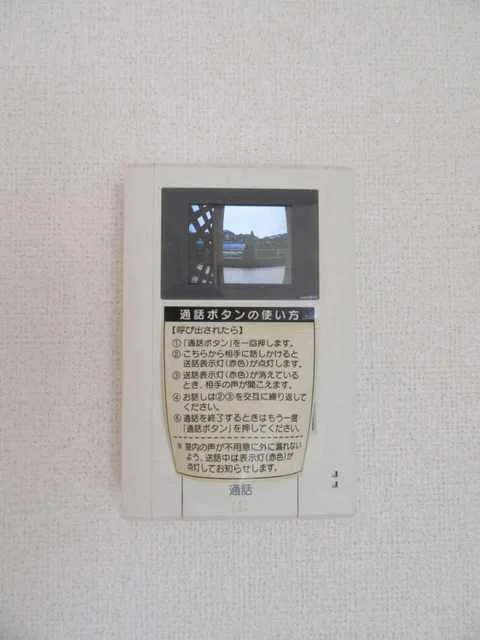 通話ボタンの使い方
【呼び出されたら】
①「通話ボタン」を一回押します。
②こちらから相手に話しかけると
送話表示灯(赤色)が点灯します。
③送話表示灯(赤色)が消えている
とき、相手の声が聞こえます。
④お話しは②③を交互に繰り返して
ください。
⑤通話を終了するときはもう一度
「通話ボタン」を押してください。
※室内の声が不用意に外に漏れない
よう、送話中は表示灯(赤色)が
点灯してお知らせします。
通話